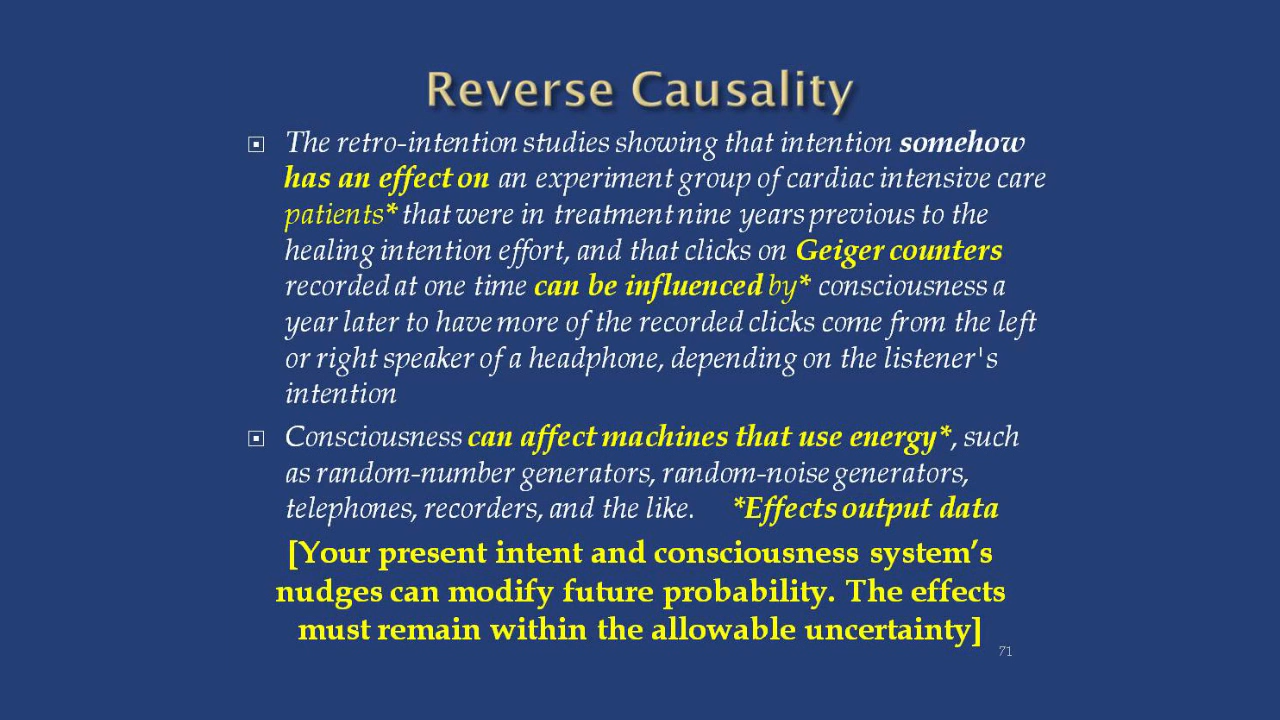 Reverse Causality
The retro-intention studies showing that intention somehow
has an effect on an experiment group of cardiac intensive care
patients* that were in treatment nine years previous to the
healing intention effort, and that clicks on Geiger counters
recorded at one time can be influenced by* consciousness a
year later to have more of the recorded clicks come from the left
or right speaker of a headphone, depending on the listener's
intention
Consciousness can affect machines that use energy*, such
as random-number generators, random-noise generators,
telephones, recorders, and the like. *Effects output data
[Your present intent and consciousness system’s
nudges can modify future probability. The effects
must remain within the allowable uncertainty]
71